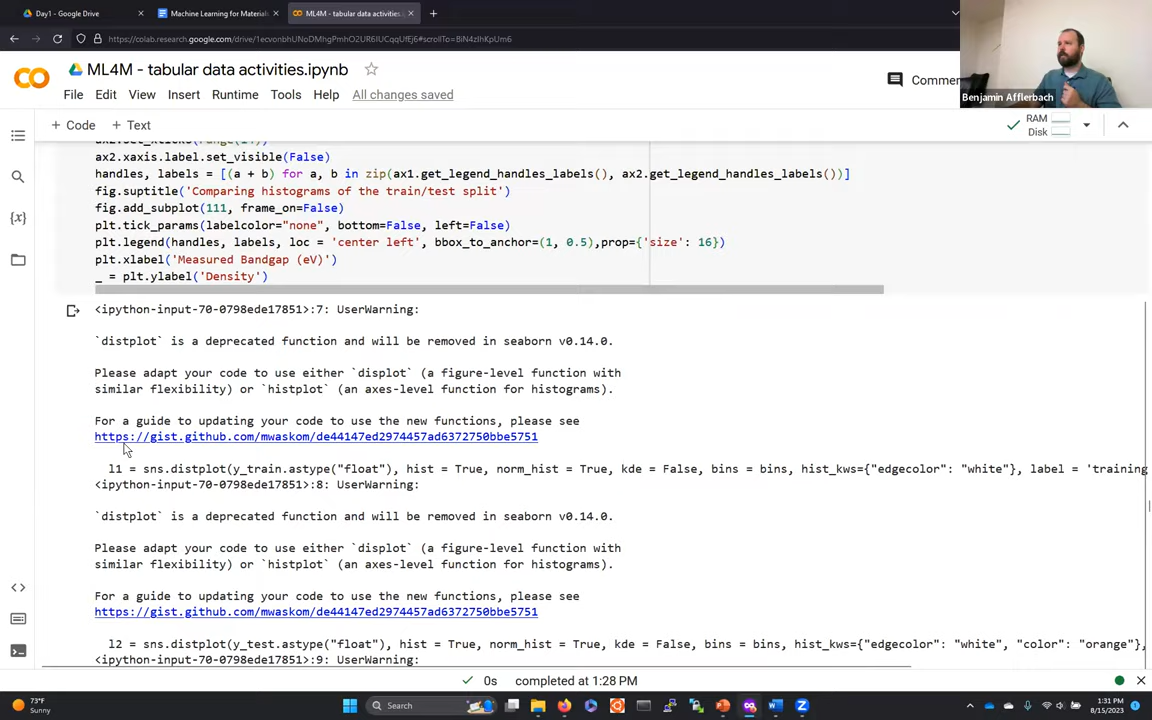 Day1 - Google Drive
Machine Learning for Materials
ML4M - tabular data activities.
https://colab.research.google.com/drive/1ecvonbhUNoDMhgPmhO2UR6IUCqqUfEj6#scrollTo=BiN4zIhKpUm6
ML4M - tabular data activities.ipynb
File Edit View Insert Runtime Tools Help All changes saved
Commen
Benjamin Afflerbach
+ Code + Text
RAM
Disk
ax2.xaxis.label.set_visible(False)
handles, labels = [(a + b) for a, b in zip(ax1.get_legend_handles_labels(), ax2.get_legend_handles_labels())]
fig.suptitle('Comparing histograms of the train/test split')
fig.add_subplot(111, frame_on=False)
plt.tick_params(labelcolor="none", bottom=False, left=False)
plt.legend(handles, labels, loc = 'center left', bbox_to_anchor=(1, 0.5),prop={'size': 16})
plt.xlabel('Measured Bandgap (eV)')
_ = plt.ylabel('Density')
<ipython-input-70-0798ede17851>:7: UserWarning:
`distplot` is a deprecated function and will be removed in seaborn v0.14.0.
Please adapt your code to use either `displot` (a figure-level function with
similar flexibility) or `histplot` (an axes-level function for histograms).
For a guide to updating your code to use the new functions, please see
https://gist.github.com/mwaskom/de44147ed2974457ad6372750bbe5751
l1 = sns.distplot(y_train.astype("float"), hist = True, norm_hist = True, kde = False, bins = bins, hist_kws={"edgecolor": "white"}, label = 'training
<ipython-input-70-0798ede17851>:8: UserWarning:
`distplot` is a deprecated function and will be removed in seaborn v0.14.0.
Please adapt your code to use either `displot` (a figure-level function with
similar flexibility) or `histplot` (an axes-level function for histograms).
For a guide to updating your code to use the new functions, please see
https://gist.github.com/mwaskom/de44147ed2974457ad6372750bbe5751
l2 = sns.distplot(y_test.astype("float"), hist = True, norm_hist = True, kde = False, bins = bins, hist_kws={"edgecolor": "white", "color": "orange"},
<ipython-input-70-0798ede17851>:9: UserWarning:
0s completed at 1:28 PM
73°F
Sunny
Search
1:31 PM
8/15/2023